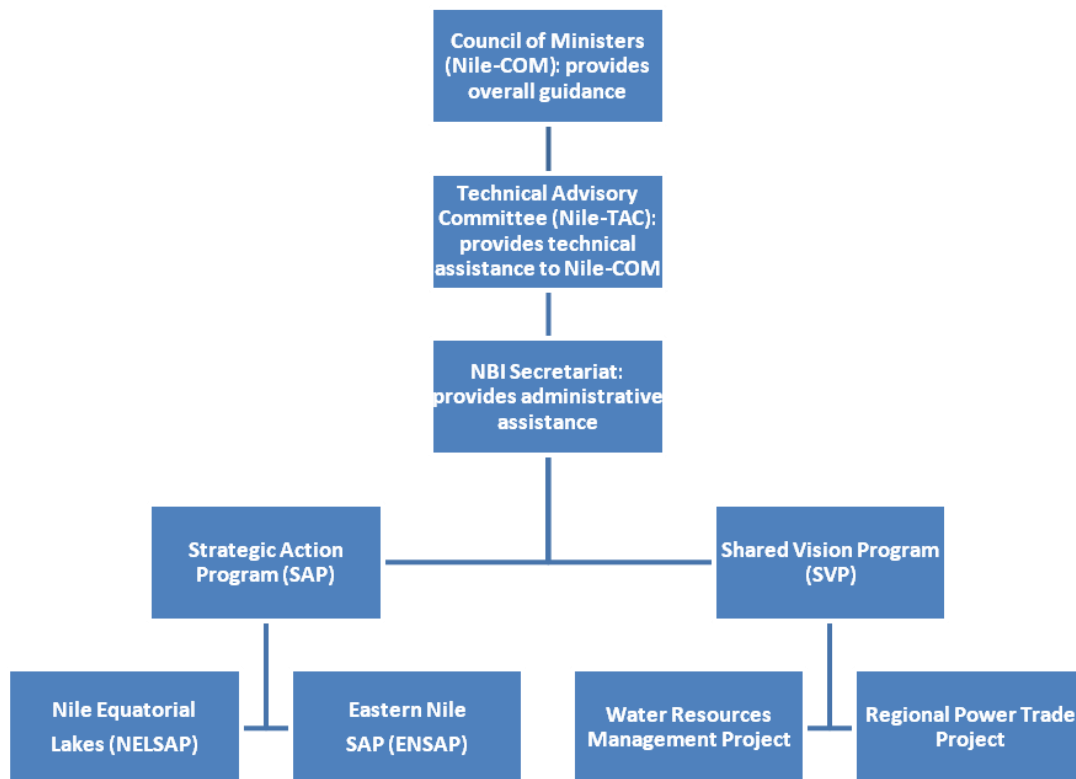 Council of Ministers
(Nile-COM): provides
overall guidance
Technical Advisory
Committee (Nile-TAC):
provides technical
assistance to Nile-COM
NBI Secretariat:
provides administrative
assistance
Strategic Action
Program (SAP)
Shared Vision Program
(SVP)
Nile Equatorial
Lakes (NELSAP)
Eastern Nile
SAP (ENSAP)
Water Resources
Management Project
Regional Power Trade
Project